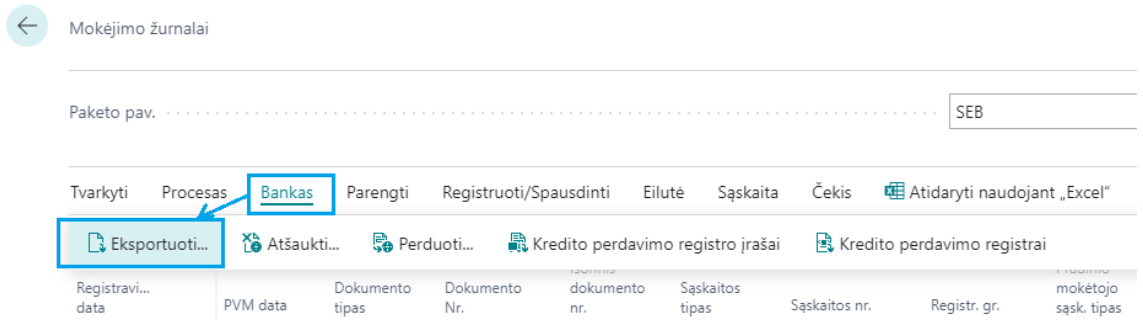 Mokėjimo žurnalai
Paketo pav.
SEB
Tvarkyti Procesas Bankas Parengti Registruoti/Spausdinti Eilutė Sąskaita Čekis Atidaryti naudojant „Excel“
Eksportuoti... Atšaukti... Perduoti... Kredito perdavimo registro įrašai Kredito perdavimo registrai
Registravi... data
PVM data
Dokumento tipas
Dokumento Nr.
dokumento nr.
Sąskaitos tipas
Sąskaitos nr.
Registr. gr.
mokėtojo sąsk. tipas